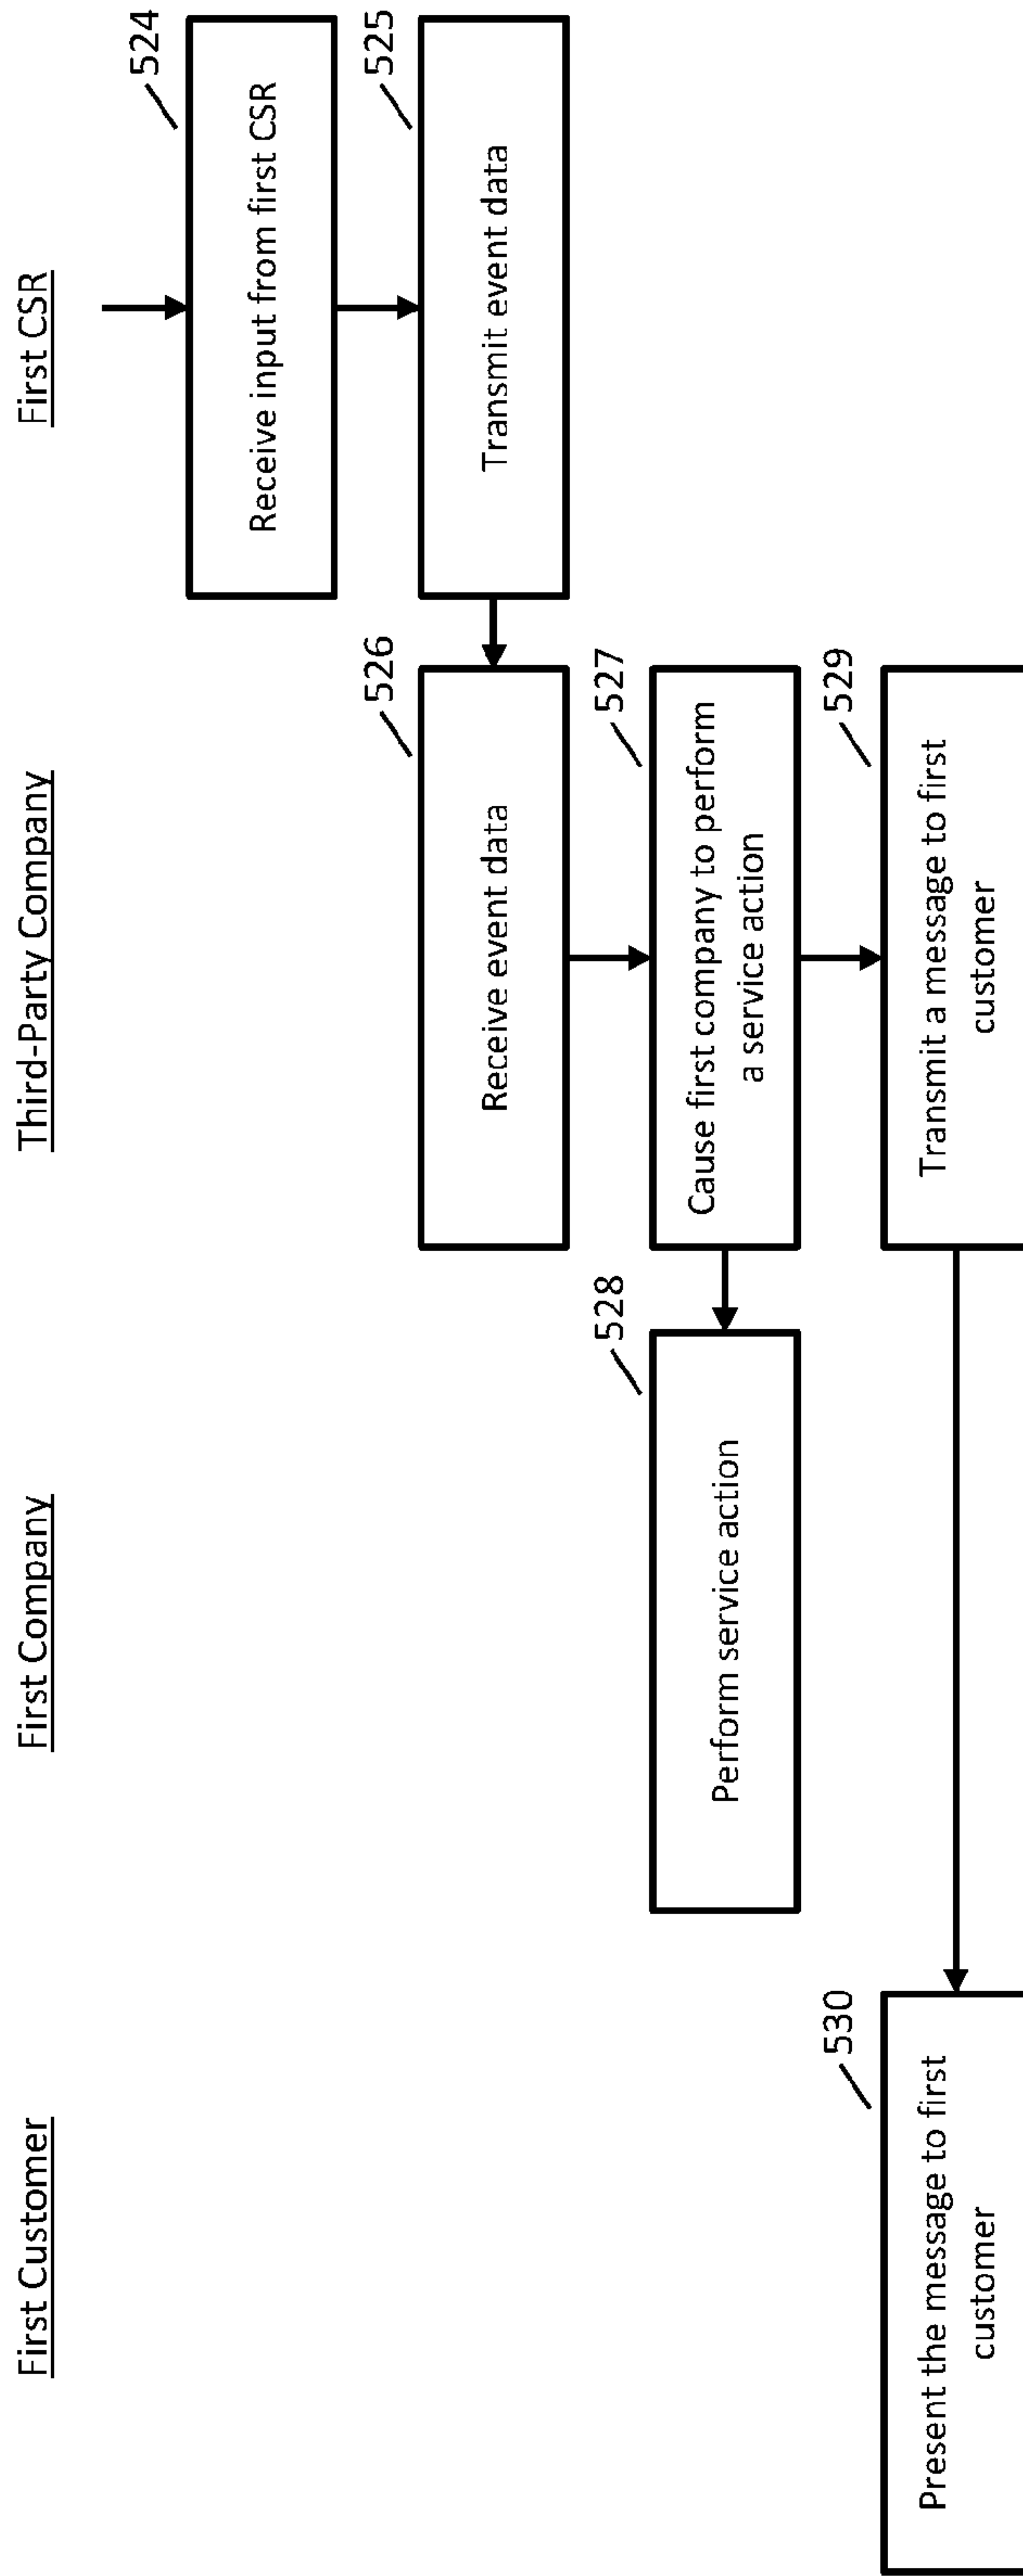 First Customer
First Company
Third-Party Company
First CSR
524
Receive input from first CSR
525
Transmit event data
526
Receive event data
527
Cause first company to perform
a service action
528
Perform service action
529
Transmit a message to first
customer
530
Present the message to first
customer